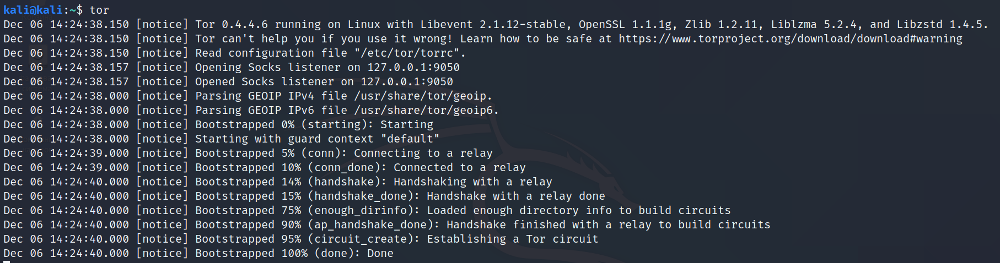 kali@kali:~$ tor
Dec 06 14:24:38.150 [notice] Tor 0.4.4.6 running on Linux with Libevent 2.1.12-stable, OpenSSL 1.1.1g, Zlib 1.2.11, Liblzma 5.2.4, and Libzstd 1.4.5.
Dec 06 14:24:38.150 [notice] Tor can't help you if you use it wrong! Learn how to be safe at https://www.torproject.org/download/download#warning
Dec 06 14:24:38.150 [notice] Read configuration file "/etc/tor/torrc".
Dec 06 14:24:38.157 [notice] Opening Socks listener on 127.0.0.1:9050
Dec 06 14:24:38.157 [notice] Opened Socks listener on 127.0.0.1:9050
Dec 06 14:24:38.000 [notice] Parsing GEOIP IPv4 file /usr/share/tor/geoip.
Dec 06 14:24:38.000 [notice] Parsing GEOIP IPv6 file /usr/share/tor/geoip6.
Dec 06 14:24:38.000 [notice] Bootstrapped 0% (starting): Starting
Dec 06 14:24:38.000 [notice] Starting with guard context "default"
Dec 06 14:24:39.000 [notice] Bootstrapped 5% (conn): Connecting to a relay
Dec 06 14:24:39.000 [notice] Bootstrapped 10% (conn_done): Connected to a relay
Dec 06 14:24:40.000 [notice] Bootstrapped 14% (handshake): Handshaking with a relay
Dec 06 14:24:40.000 [notice] Bootstrapped 15% (handshake_done): Handshake with a relay done
Dec 06 14:24:40.000 [notice] Bootstrapped 75% (enough_dirinfo): Loaded enough directory info to build circuits
Dec 06 14:24:40.000 [notice] Bootstrapped 90% (ap_handshake_done): Handshake finished with a relay to build circuits
Dec 06 14:24:40.000 [notice] Bootstrapped 95% (circuit_create): Establishing a Tor circuit
Dec 06 14:24:40.000 [notice] Bootstrapped 100% (done): Done